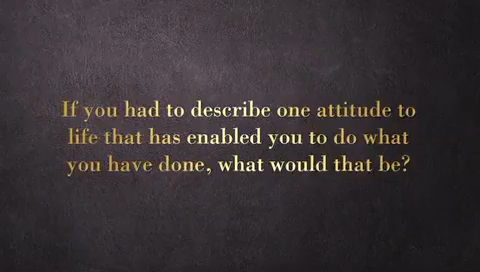 If you had to describe one attitude to
life that has enabled you to do what
you have done, what would that be?